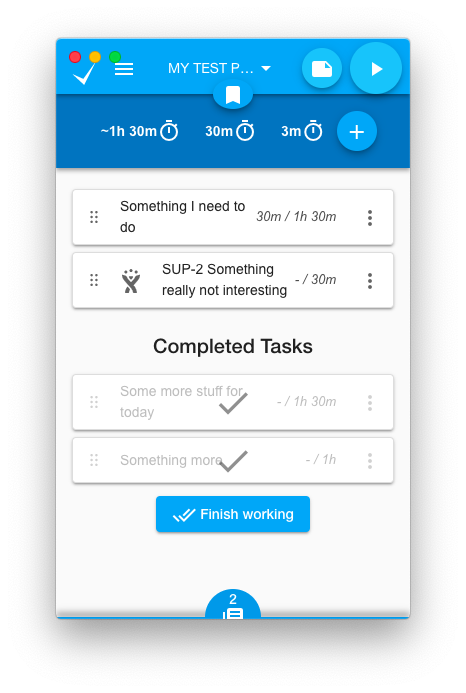 MY TEST P...
~1h 30m 30m 3m
Something I need to
do
30m / 1h 30m
SUP-2 Something
really not interesting
- / 30m
Completed Tasks
Some more stuff for
today
- / 1h 30m
Something more
- / 1h
Finish working
2